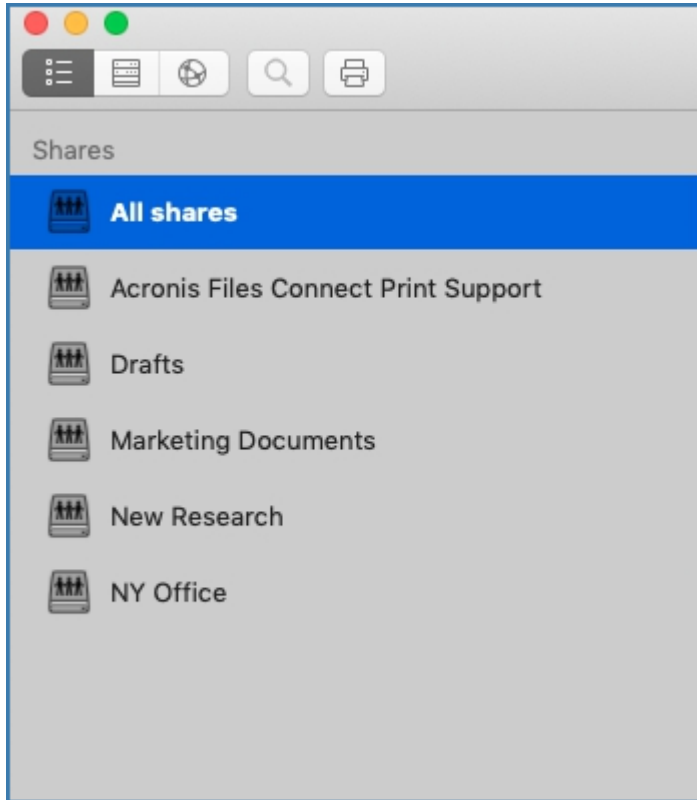 Shares
All shares
Acronis Files Connect Print Support
Drafts
Marketing Documents
New Research
NY Office